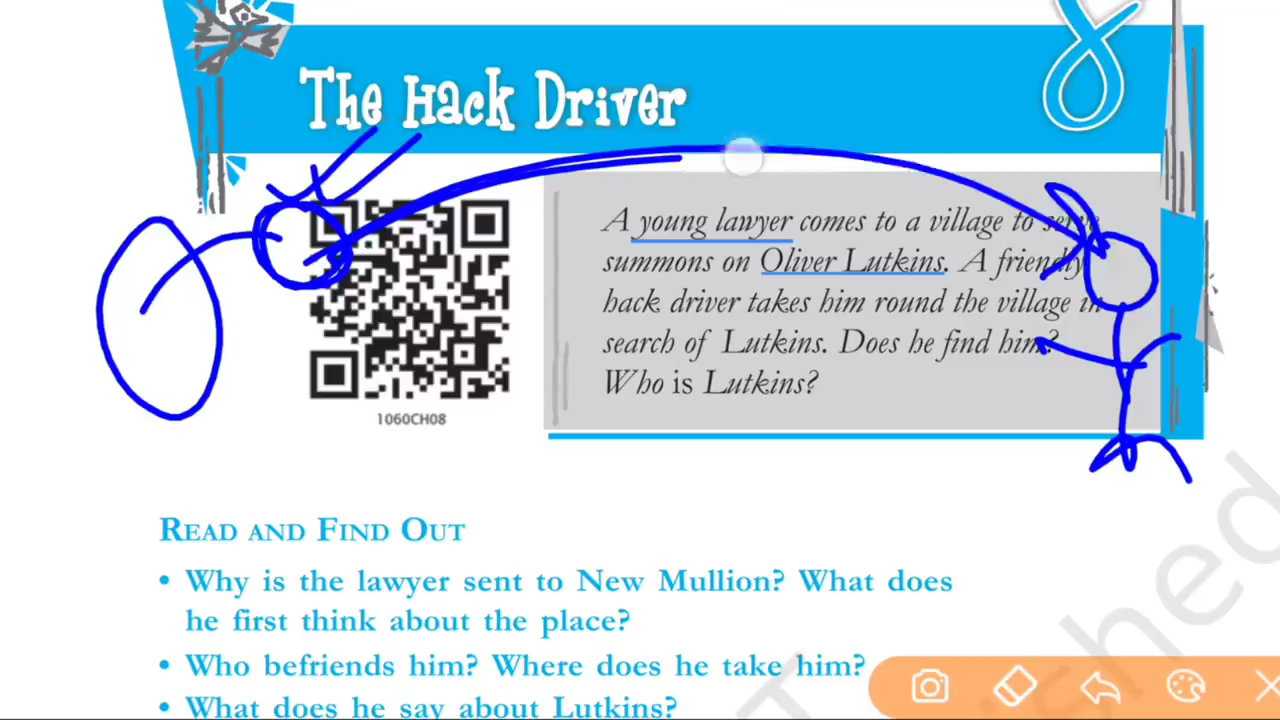 8
The Hack Driver
A young lawyer comes to a village to serve
summons on Oliver Lutkins. A friendly
hack driver takes him round the village in
search of Lutkins. Does he find him?
Who is Lutkins?
1060CH08
READ AND FIND OUT
• Why is the lawyer sent to New Mullion? What does
he first think about the place?
• Who befriends him? Where does he take him?
• What does he say about Lutkins?